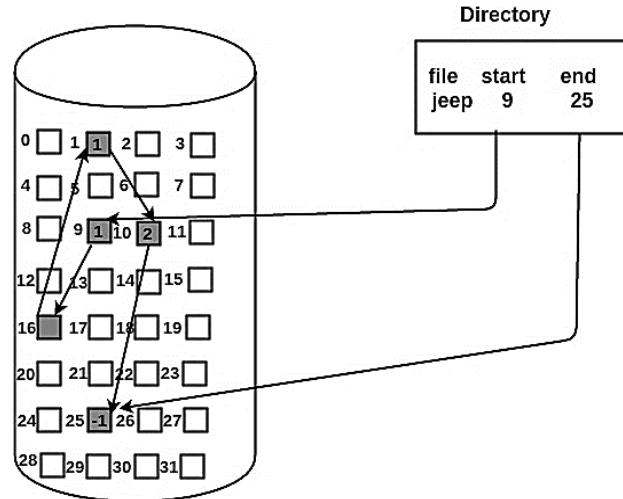 Directory
file start end
jeep 9 25
0 1 1 2 3
4 5 6 7
8 9 1 10 2 11
12 13 14 15
16 17 18 19
20 21 22 23
24 25 -1 26 27
28 29 30 31